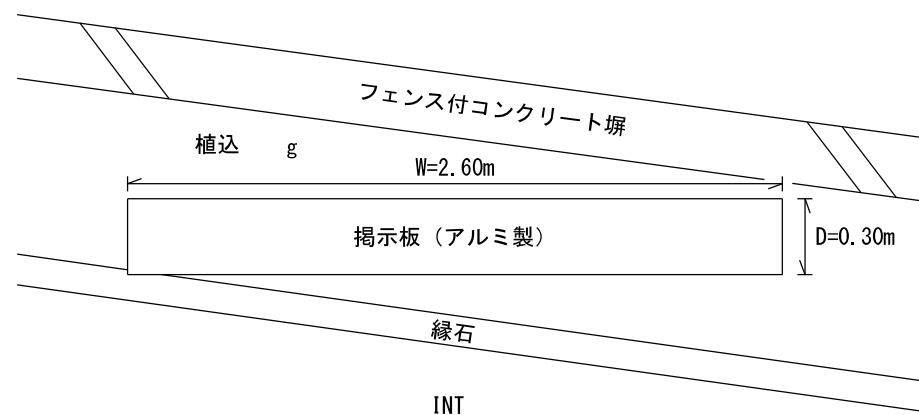 フェンス付コンクリート塀
植込 g
W=2.60m
掲示板（アルミ製）
D=0.30m
縁石
INT